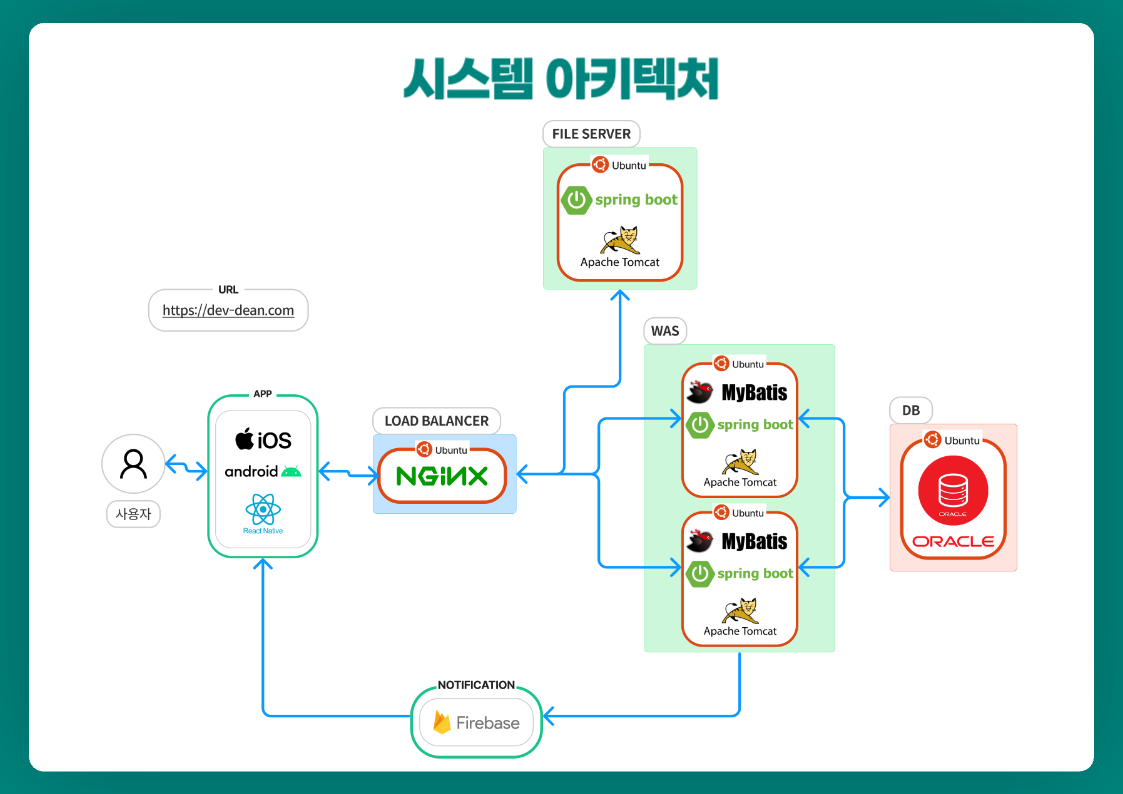 시스템 아키텍처
FILE SERVER
Ubuntu
spring boot
Apache Tomcat
URL
https://dev-dean.com
WAS
Ubuntu
MyBatis
spring boot
Apache Tomcat
Ubuntu
MyBatis
spring boot
Apache Tomcat
APP
iOS
android
React Native
사용자
LOAD BALANCER
Ubuntu
NGINX
DB
Ubuntu
ORACLE
ORACLE
NOTIFICATION
Firebase